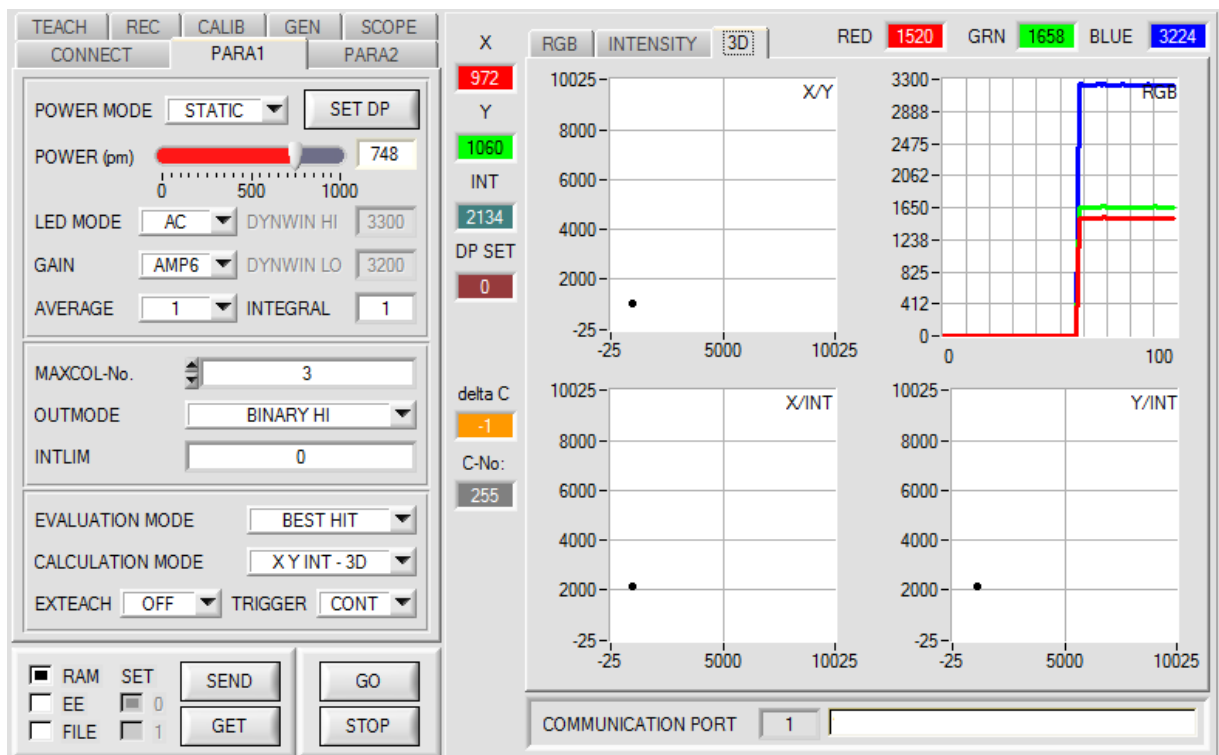 TEACH REC CALIB GEN SCOPE
CONNECT PARA1 PARA2
POWER MODE STATIC SET DP
POWER (pm) 748
0 500 1000
LED MODE AC DYNWIN HI 3300
GAIN AMP6 DYNWIN LO 3200
AVERAGE 1 INTEGRAL 1
MAXCOL-No. 3
OUTMODE BINARY HI
INTLIM 0
EVALUATION MODE BEST HIT
CALCULATION MODE X Y INT - 3D
EXTEACH OFF TRIGGER CONT
RAM SET SEND GO
EE 0
FILE 1 GET STOP
X
972
Y
1060
INT
2134
DP SET
0
delta C
-1
C-No:
255
RGB INTENSITY 3D RED 1520 GRN 1658 BLUE 3224
X/Y
10025
8000
6000
4000
2000
-25
-25 5000 10025
RGB
3300
2888
2475
2062
1650
1238
825
412
0
0 100
X/INT
10025
8000
6000
4000
2000
-25
-25 5000 10025
Y/INT
10025
8000
6000
4000
2000
-25
-25 5000 10025
COMMUNICATION PORT 1